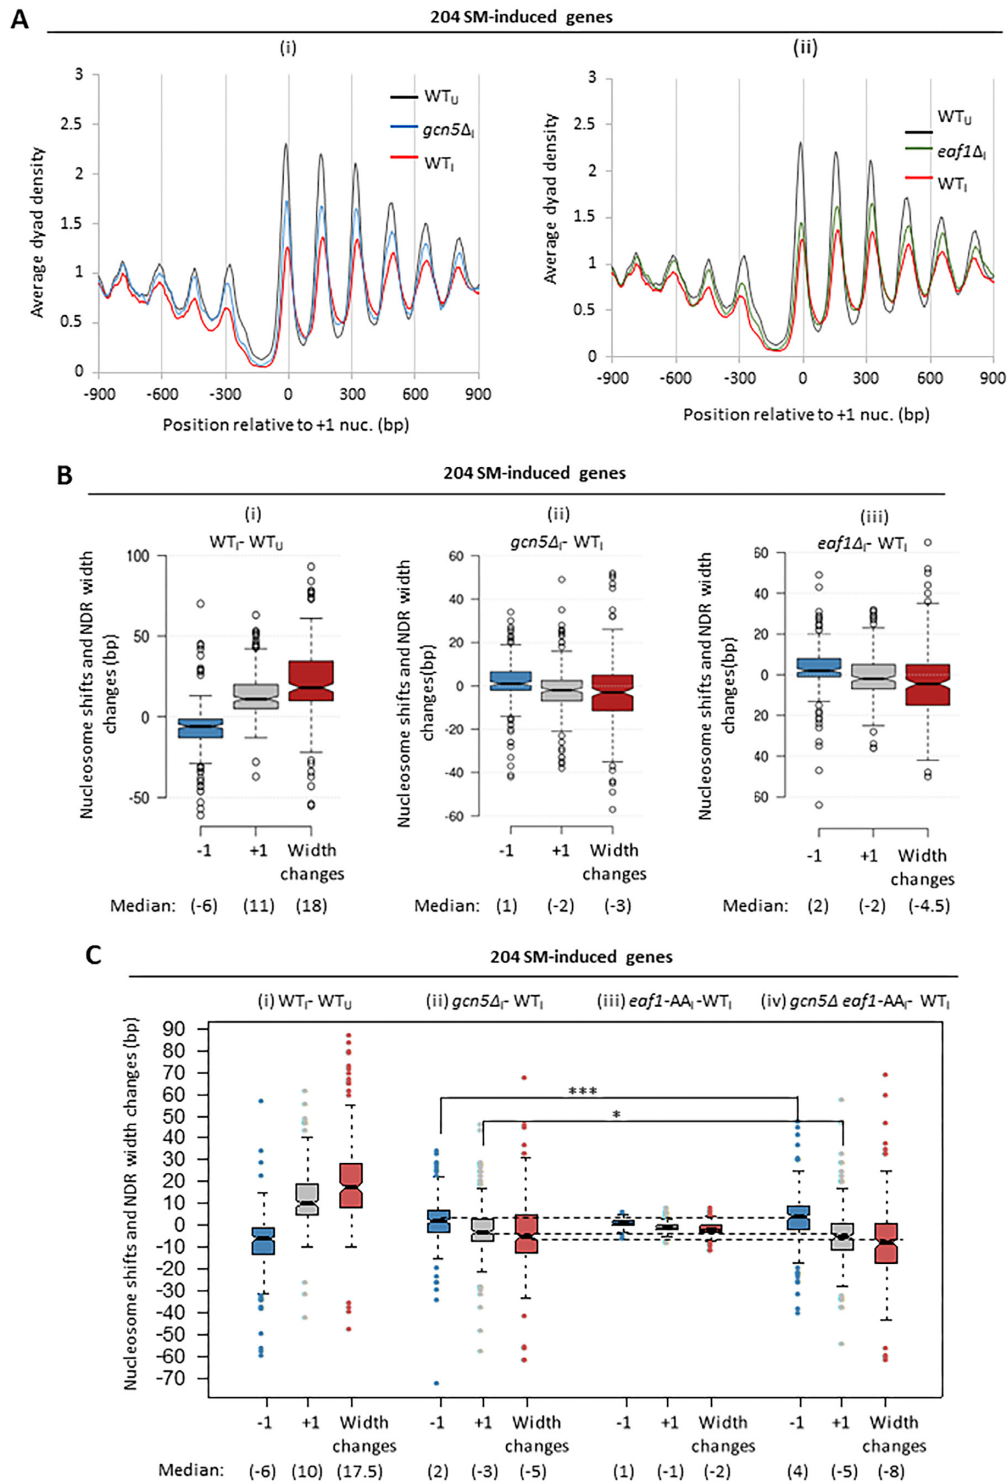 A
204 SM-induced genes
(i)
(ii)
3
2.5
2
1.5
1
0.5
0
Average dyad density
WTU
gcn5ΔI
WTI
-900 -600 -300 0 300 600 900
Position relative to +1 nuc. (bp)
3
2.5
2
1.5
1
0.5
0
Average dyad density
WTU
eaf1ΔI
WTI
-900 -600 -300 0 300 600 900
Position relative to +1 nuc. (bp)
B
204 SM-induced genes
(i)
WTI- WTU
Nucleosome shifts and NDR width
changes (bp)
100
50
0
-50
-1 +1 Width
changes
Median: (-6) (11) (18)
(ii)
gcn5ΔI- WTI
Nucleosome shifts and NDR width
changes(bp)
60
40
20
0
-20
-40
-60
-1 +1 Width
changes
Median: (1) (-2) (-3)
(iii)
eaf1ΔI- WTI
Nucleosome shifts and NDR width
changes(bp)
60
40
20
0
20
40
60
-1 +1 Width
changes
Median: (2) (-2) (-4.5)
C
204 SM-induced genes
(i) WTI- WTU (ii) gcn5ΔI- WTI (iii) eaf1-AAI -WTI (iv) gcn5Δ eaf1-AAI- WTI
Nucleosome shifts and NDR width changes (bp)
90
80
70
60
50
40
30
20
10
0
-10
-20
-30
-40
-50
-60
-70
***
*
-1 +1 Width -1 +1 Width -1 +1 Width -1 +1 Width
changes changes changes changes
Median: (-6) (10) (17.5) (2) (-3) (-5) (1) (-1) (-2) (4) (-5) (-8)